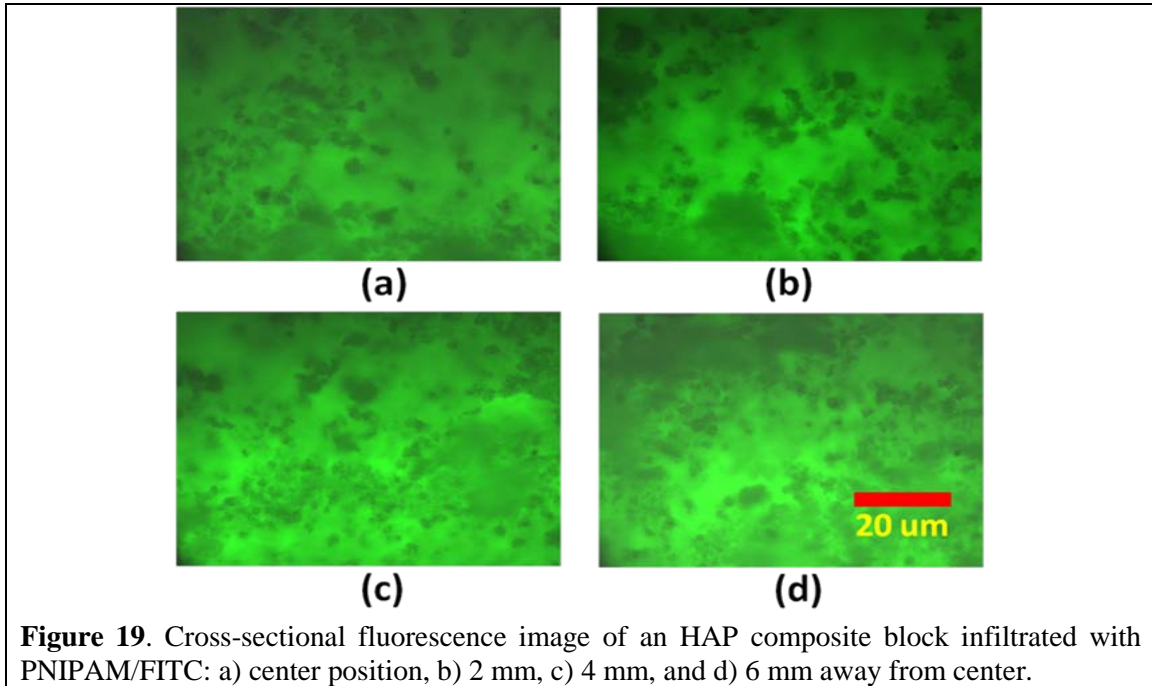 (a)
(b)
(c)
20 um
(d)
Figure 19. Cross-sectional fluorescence image of an HAP composite block infiltrated with
PNIPAM/FITC: a) center position, b) 2 mm, c) 4 mm, and d) 6 mm away from center.